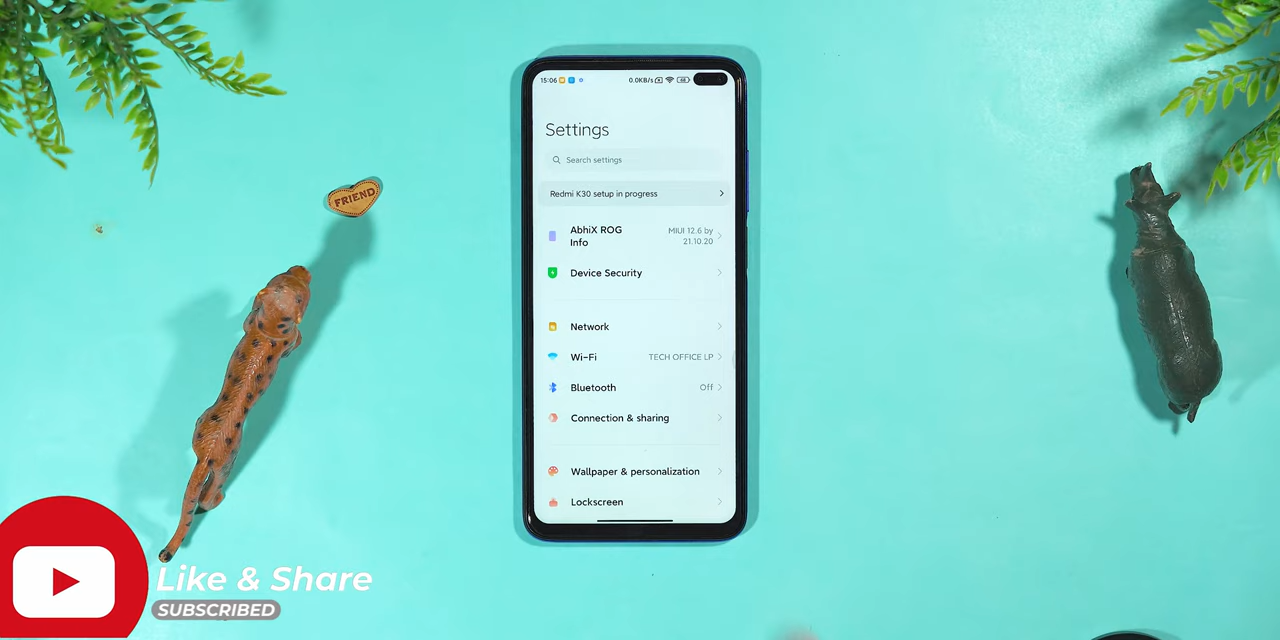 15:06
0.0KB/s
68
Settings
Search settings
Redmi K30 setup in progress
AbhiX ROG
Info
MIUI 12.6 by
21.10.20
Device Security
Network
Wi-Fi
TECH OFFICE LP
Bluetooth
Off
Connection & sharing
Wallpaper & personalization
Lockscreen
FRIEND
Like & Share
SUBSCRIBED